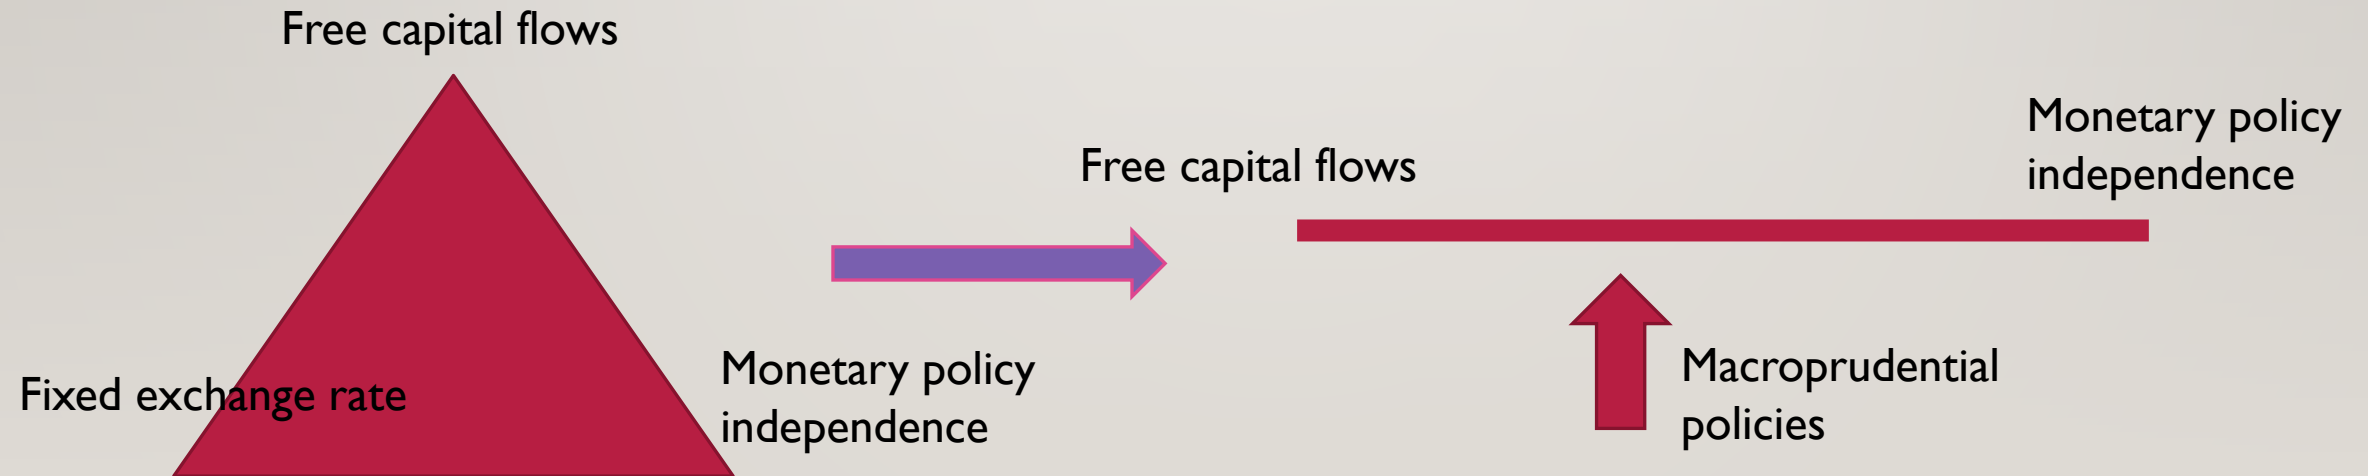 Free capital flows
Fixed exchange rate
Monetary policy
independence
Free capital flows
Monetary policy
independence
Macroprudential
policies